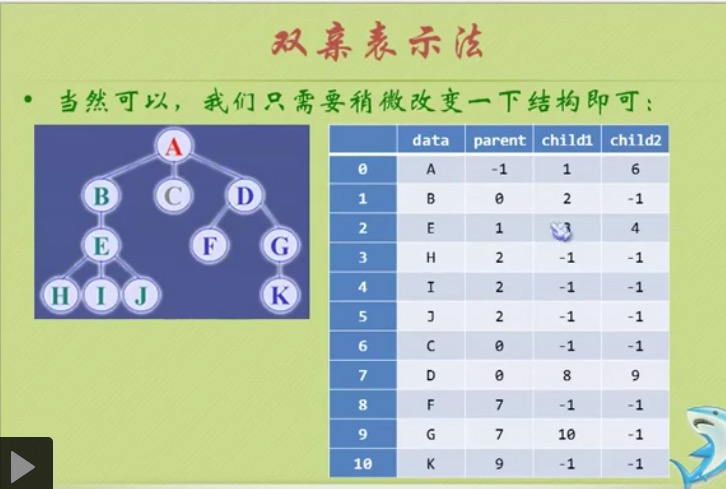 双亲表示法
• 当然可以，我们只需要稍微改变一下结构即可：
A
B C D
E F G
H I J K
data parent child1 child2
0 A -1 1 6
1 B 0 2 -1
2 E 1 4
3 H 2 -1 -1
4 I 2 -1 -1
5 J 2 -1 -1
6 C 0 -1 -1
7 D 0 8 9
8 F 7 -1 -1
9 G 7 10 -1
10 K 9 -1 -1